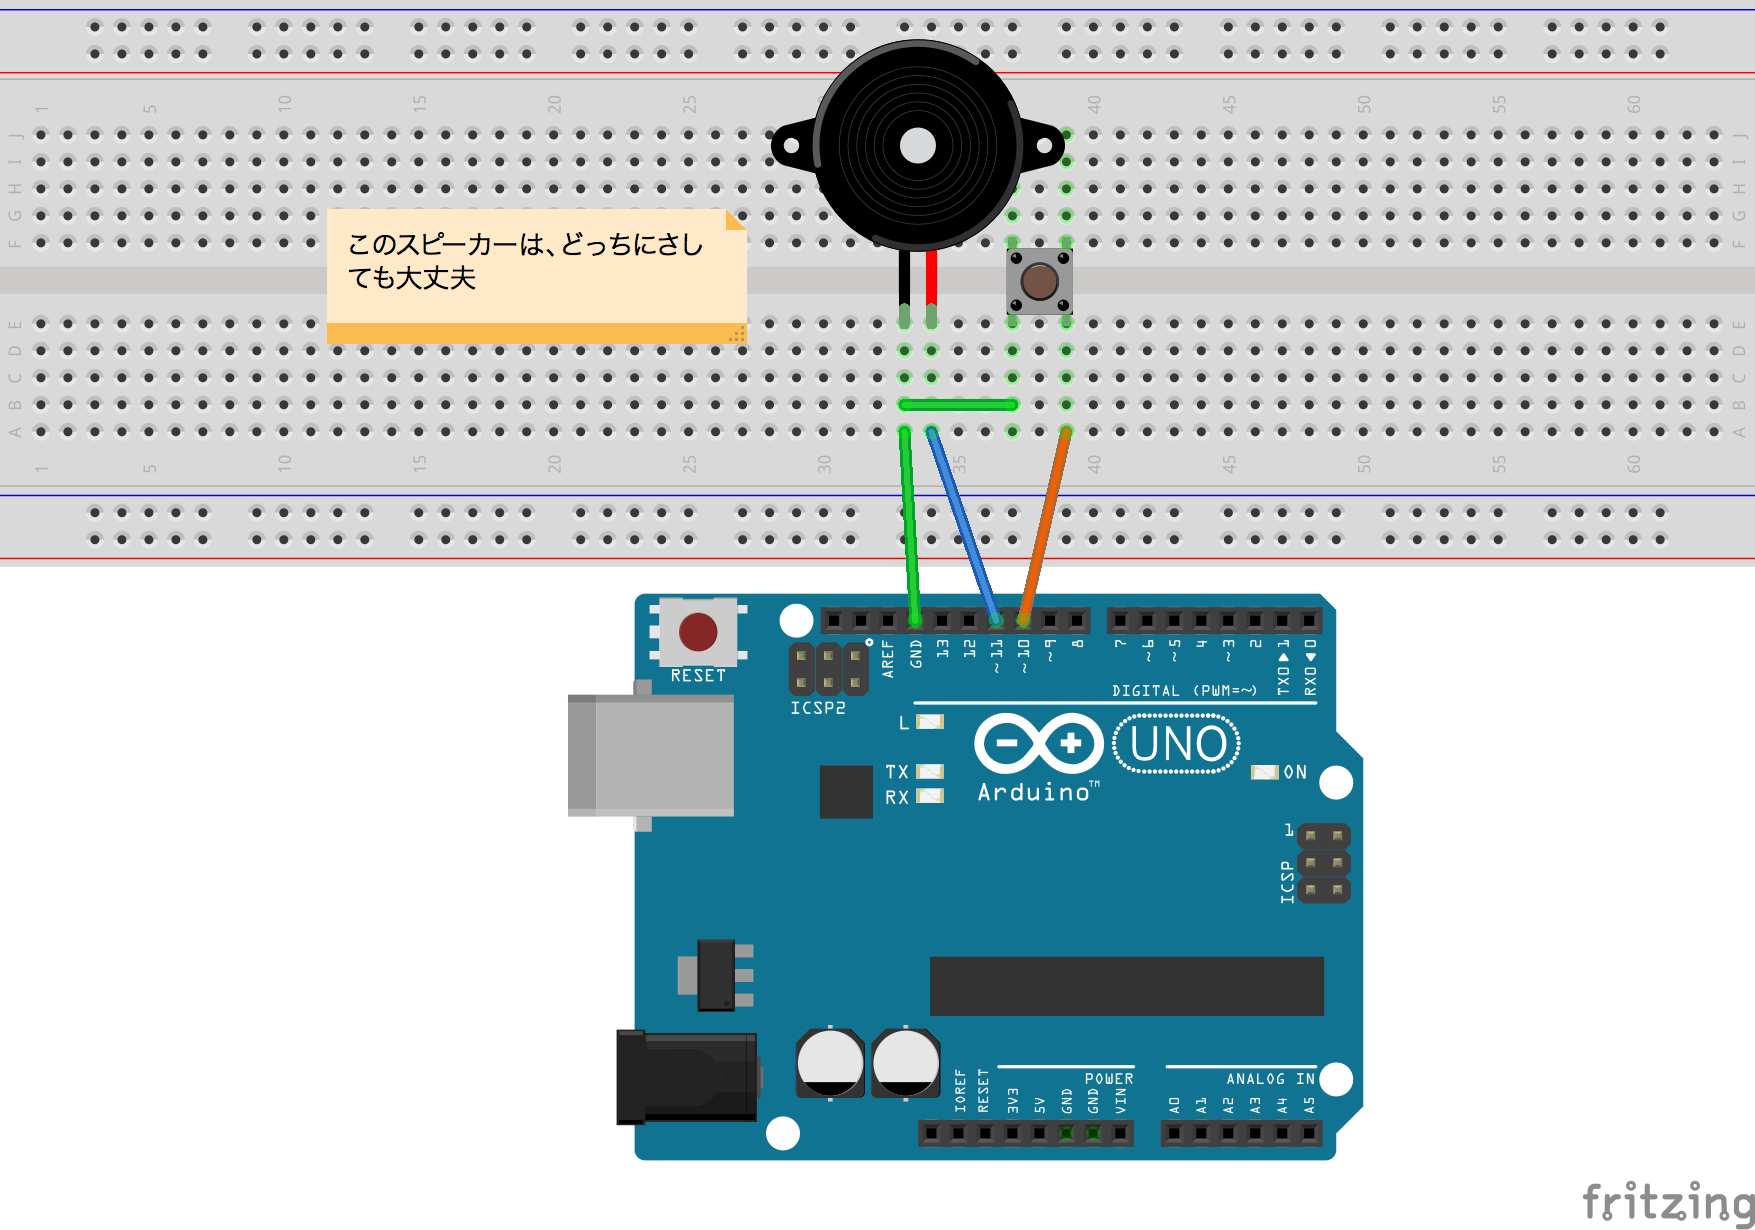 1 5 10 15 20 25 40 45 50 55 60
J J
I I
H H
G G
F F
このスピーカーは、どっちにさし
ても大丈夫
E E
D D
C C
B B
A A
1 5 10 15 20 25 30 35 40 45 50 55 60
RESET
ICSP2
AREF GND 13 12 ~11 ~10 ~9 8 7 ~6 ~5 4 ~3 2 TX0▶1 RX0◀0
DIGITAL (PWM=~)
L
TX
RX
UNO
Arduino™
ON
1
ICSP
IOREF RESET 3V3 5V GND GND VIN
POWER
ANALOG IN
A0 A1 A2 A3 A4 A5
fritzing